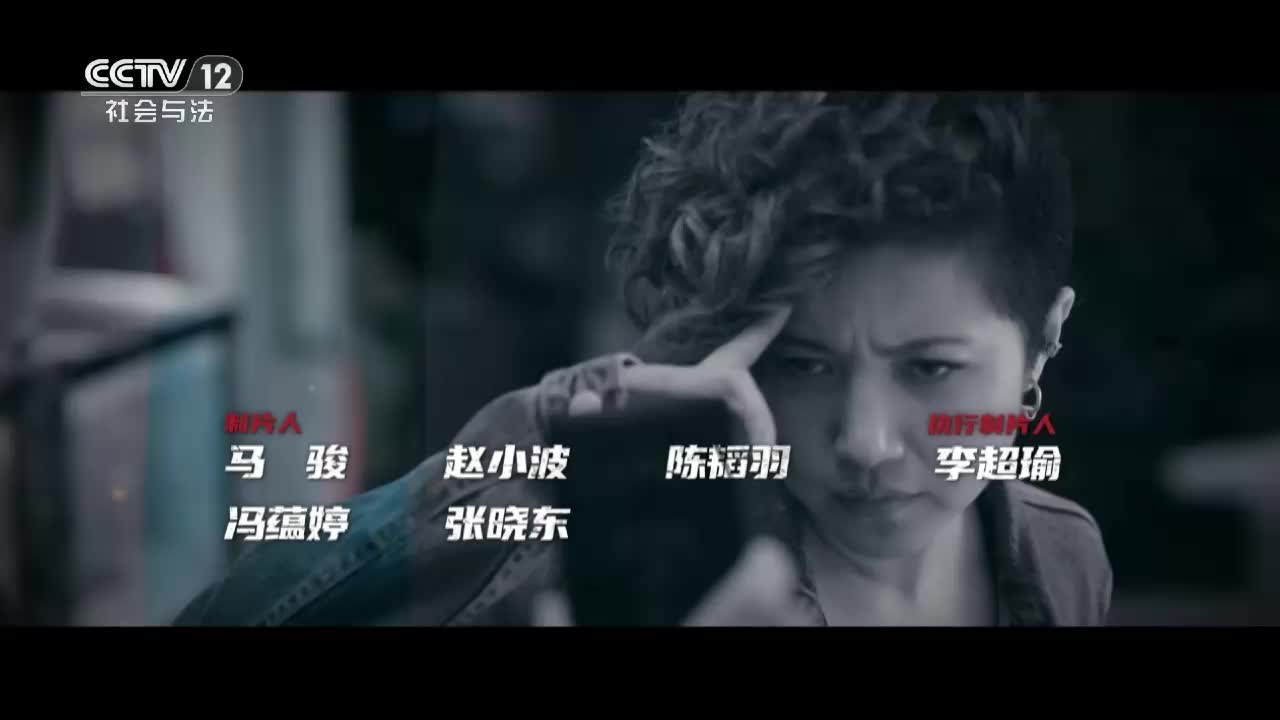 CCTV 12
社会与法
制片人 执行制片人
马 骏 赵小波 陈韬羽 李超瑜
冯蕴婷 张晓东